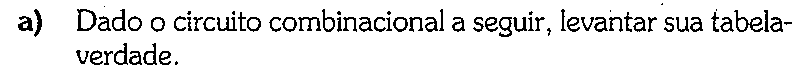 a) Dado o circuito combinacional a seguir, levantar sua tabela-
verdade.